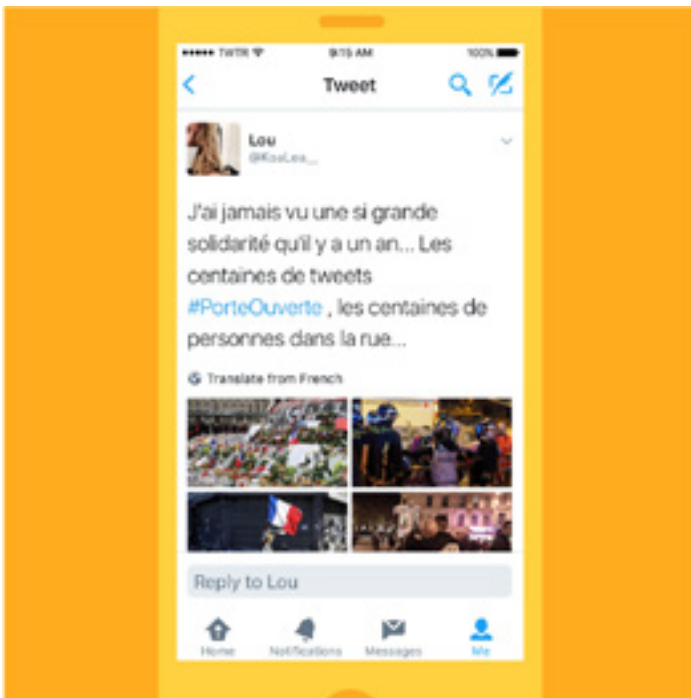 TWTR 9:15 AM 100%
Tweet
Lou
@KoaLea__
J'ai jamais vu une si grande
solidarité qu'il y a un an... Les
centaines de tweets
#PorteOuverte , les centaines de
personnes dans la rue...
Translate from French
Reply to Lou
Home Notifications Messages Me